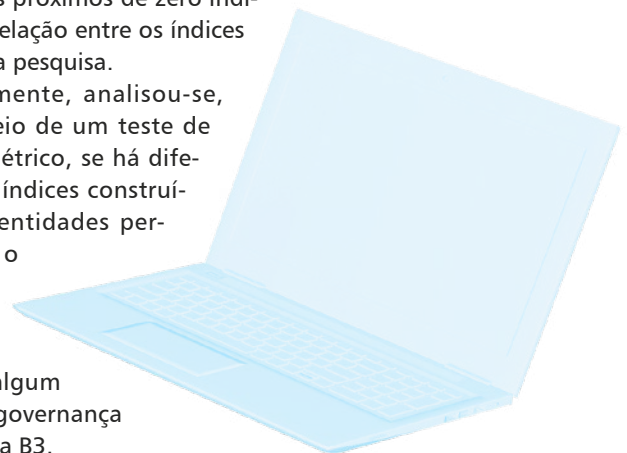 s próximos de zero indi-
elação entre os índices
a pesquisa.
mente, analisou-se,
eio de um teste de
étrico, se há dife-
índices construí-
entidades per-
o
algum
governança
a B3.